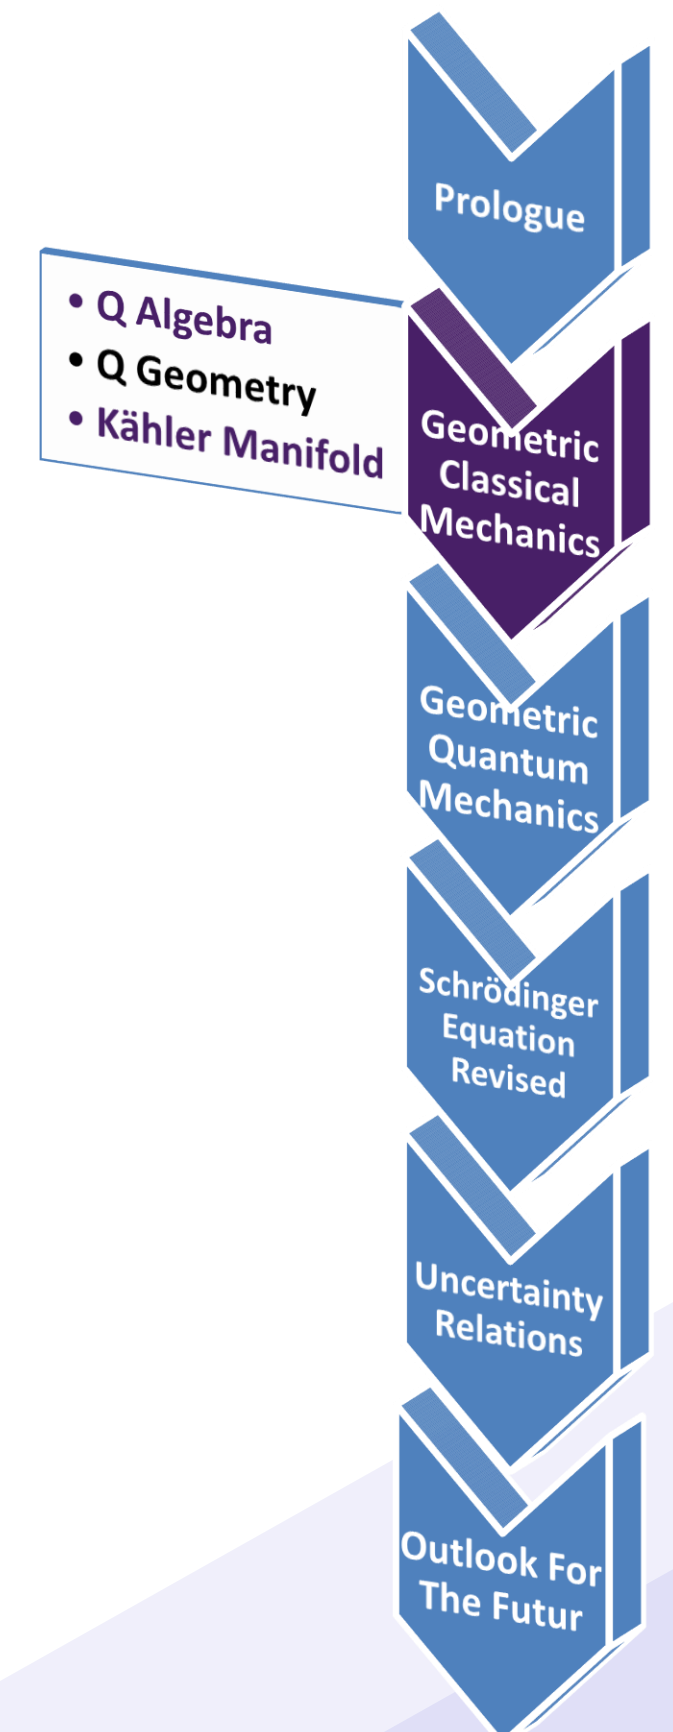 Prologue
• Q Algebra
• Q Geometry
• Kähler Manifold
Geometric
Classical
Mechanics
Geometric
Quantum
Mechanics
Schrödinger
Equation
Revised
Uncertainty
Relations
Outlook For
The Futur